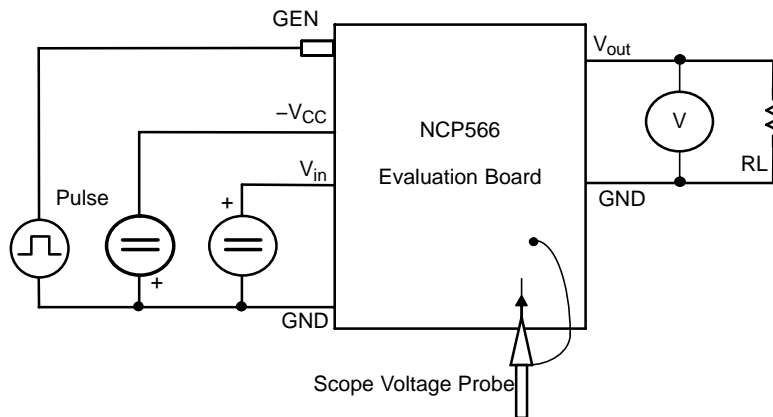 GEN
V_out
–V_CC
NCP566
V
V_in
Evaluation Board
RL
Pulse
+
GND
+
GND
Scope Voltage Probe